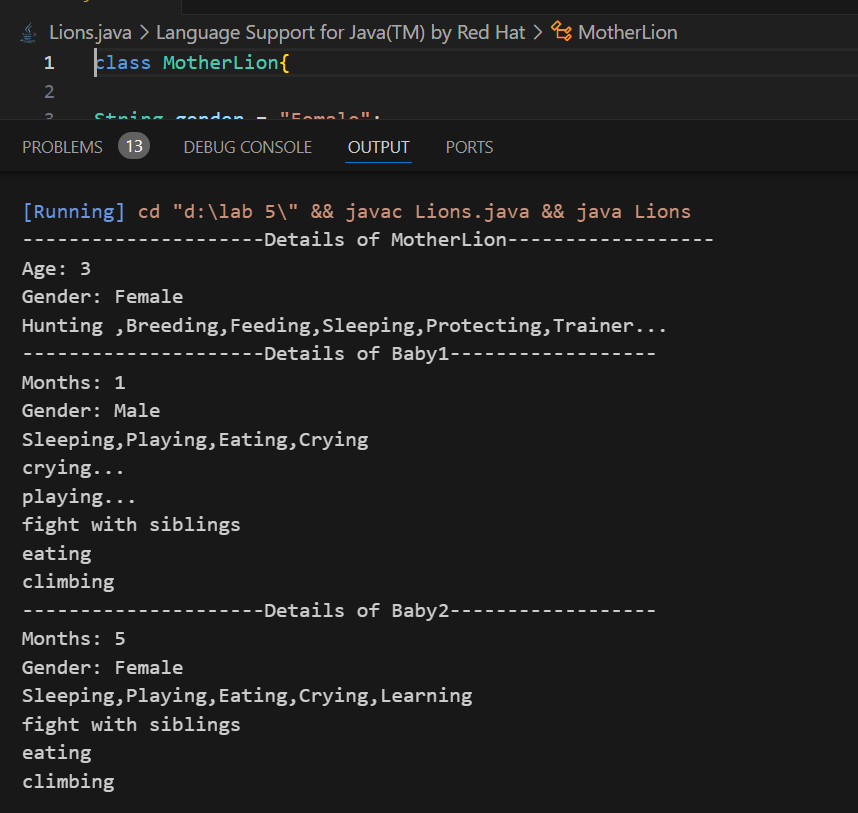 Lions.java > Language Support for Java(TM) by Red Hat > MotherLion
1 class MotherLion{
2
3 String gender = "Female";
PROBLEMS 13 DEBUG CONSOLE OUTPUT PORTS
[Running] cd "d:\lab 5\" && javac Lions.java && java Lions
---------------------Details of MotherLion------------------
Age: 3
Gender: Female
Hunting ,Breeding,Feeding,Sleeping,Protecting,Trainer...
---------------------Details of Baby1------------------
Months: 1
Gender: Male
Sleeping,Playing,Eating,Crying
crying...
playing...
fight with siblings
eating
climbing
---------------------Details of Baby2------------------
Months: 5
Gender: Female
Sleeping,Playing,Eating,Crying,Learning
fight with siblings
eating
climbing